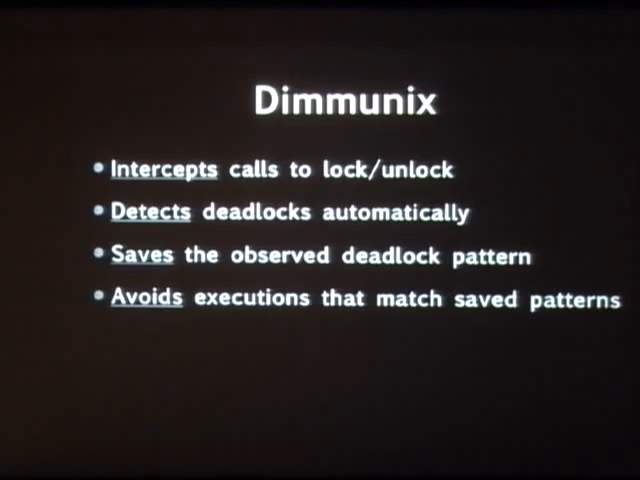 Dimmunix
• Intercepts calls to lock/unlock
• Detects deadlocks automatically
• Saves the observed deadlock pattern
• Avoids executions that match saved patterns